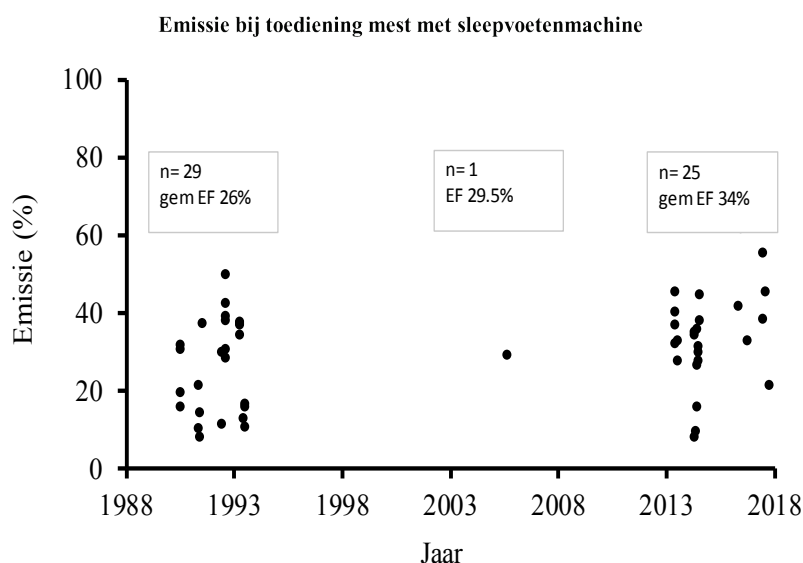 Emissie bij toediening mest met sleepvoetenmachine
100
80
60
40
20
0
Emissie (%)
n= 29
gem EF 26%
n= 1
EF 29.5%
n= 25
gem EF 34%
1988 1993 1998 2003 2008 2013 2018
Jaar